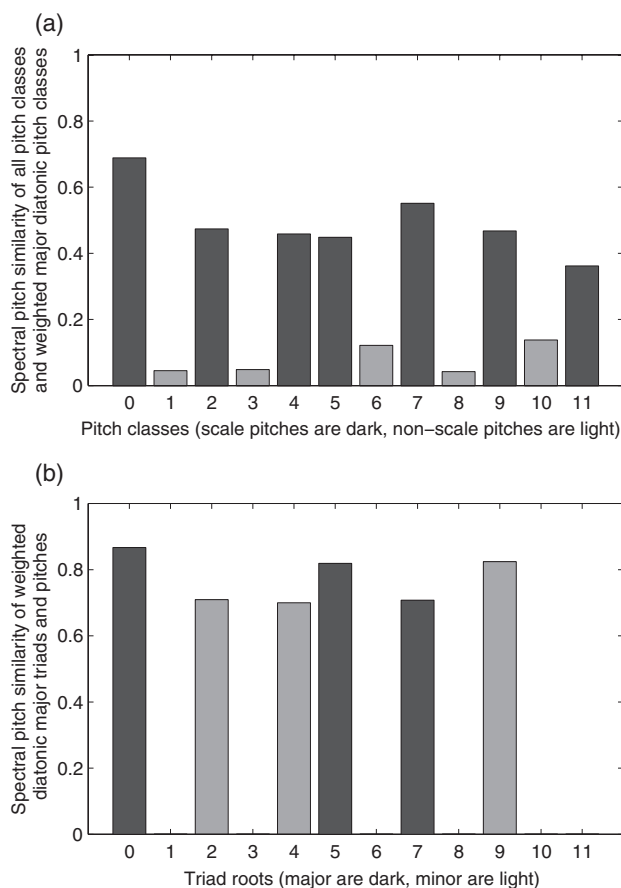 (a)
Spectral pitch similarity of all pitch classes
and weighted major diatonic pitch classes
1
0.8
0.6
0.4
0.2
0
0 1 2 3 4 5 6 7 8 9 10 11
Pitch classes (scale pitches are dark, non−scale pitches are light)
(b)
Spectral pitch similarity of weighted
diatonic major triads and pitches
1
0.8
0.6
0.4
0.2
0
0 1 2 3 4 5 6 7 8 9 10 11
Triad roots (major are dark, minor are light)